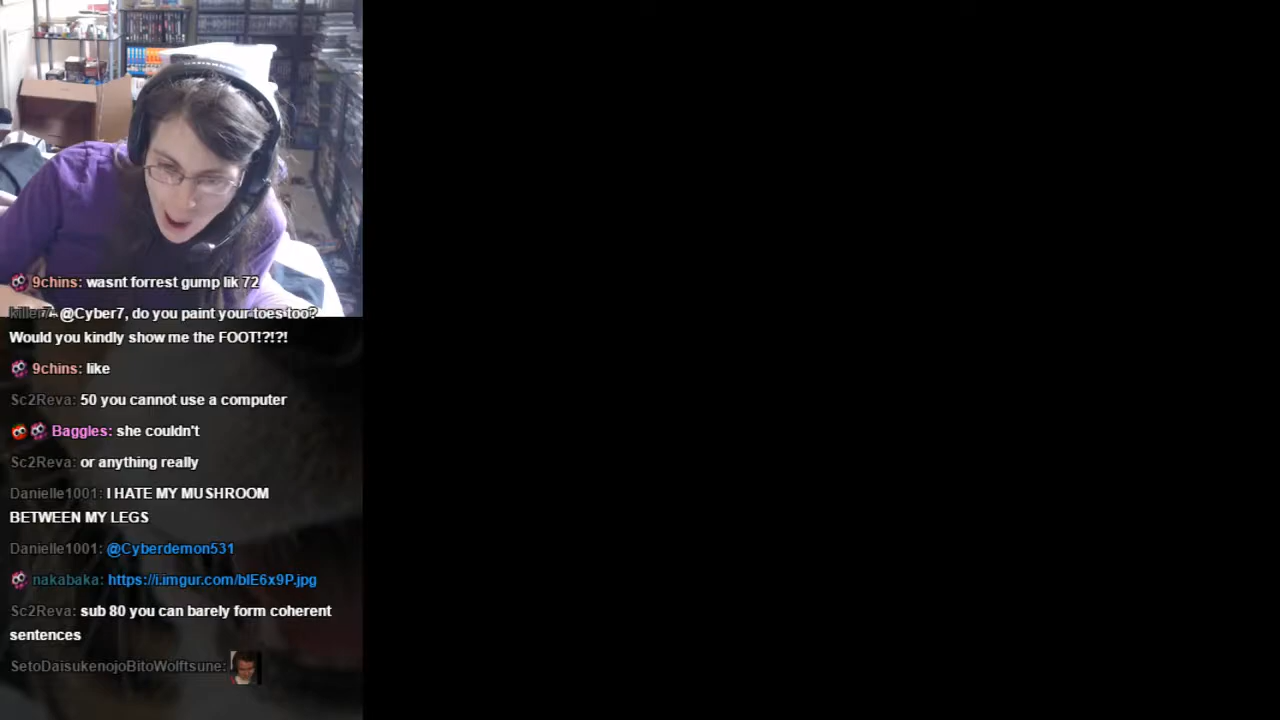 9chins: wasnt forrest gump lik 72
killer7-- @Cyber7, do you paint your toes too?
Would you kindly show me the FOOT!?!?!
9chins: like
Sc2Reva: 50 you cannot use a computer
Baggles: she couldn't
Sc2Reva: or anything really
Danielle1001: I HATE MY MUSHROOM
BETWEEN MY LEGS
Danielle1001: @Cyberdemon531
nakabaka: https://i.imgur.com/blE6x9P.jpg
Sc2Reva: sub 80 you can barely form coherent
sentences
SetoDaisukenojoBitoWolftsune: